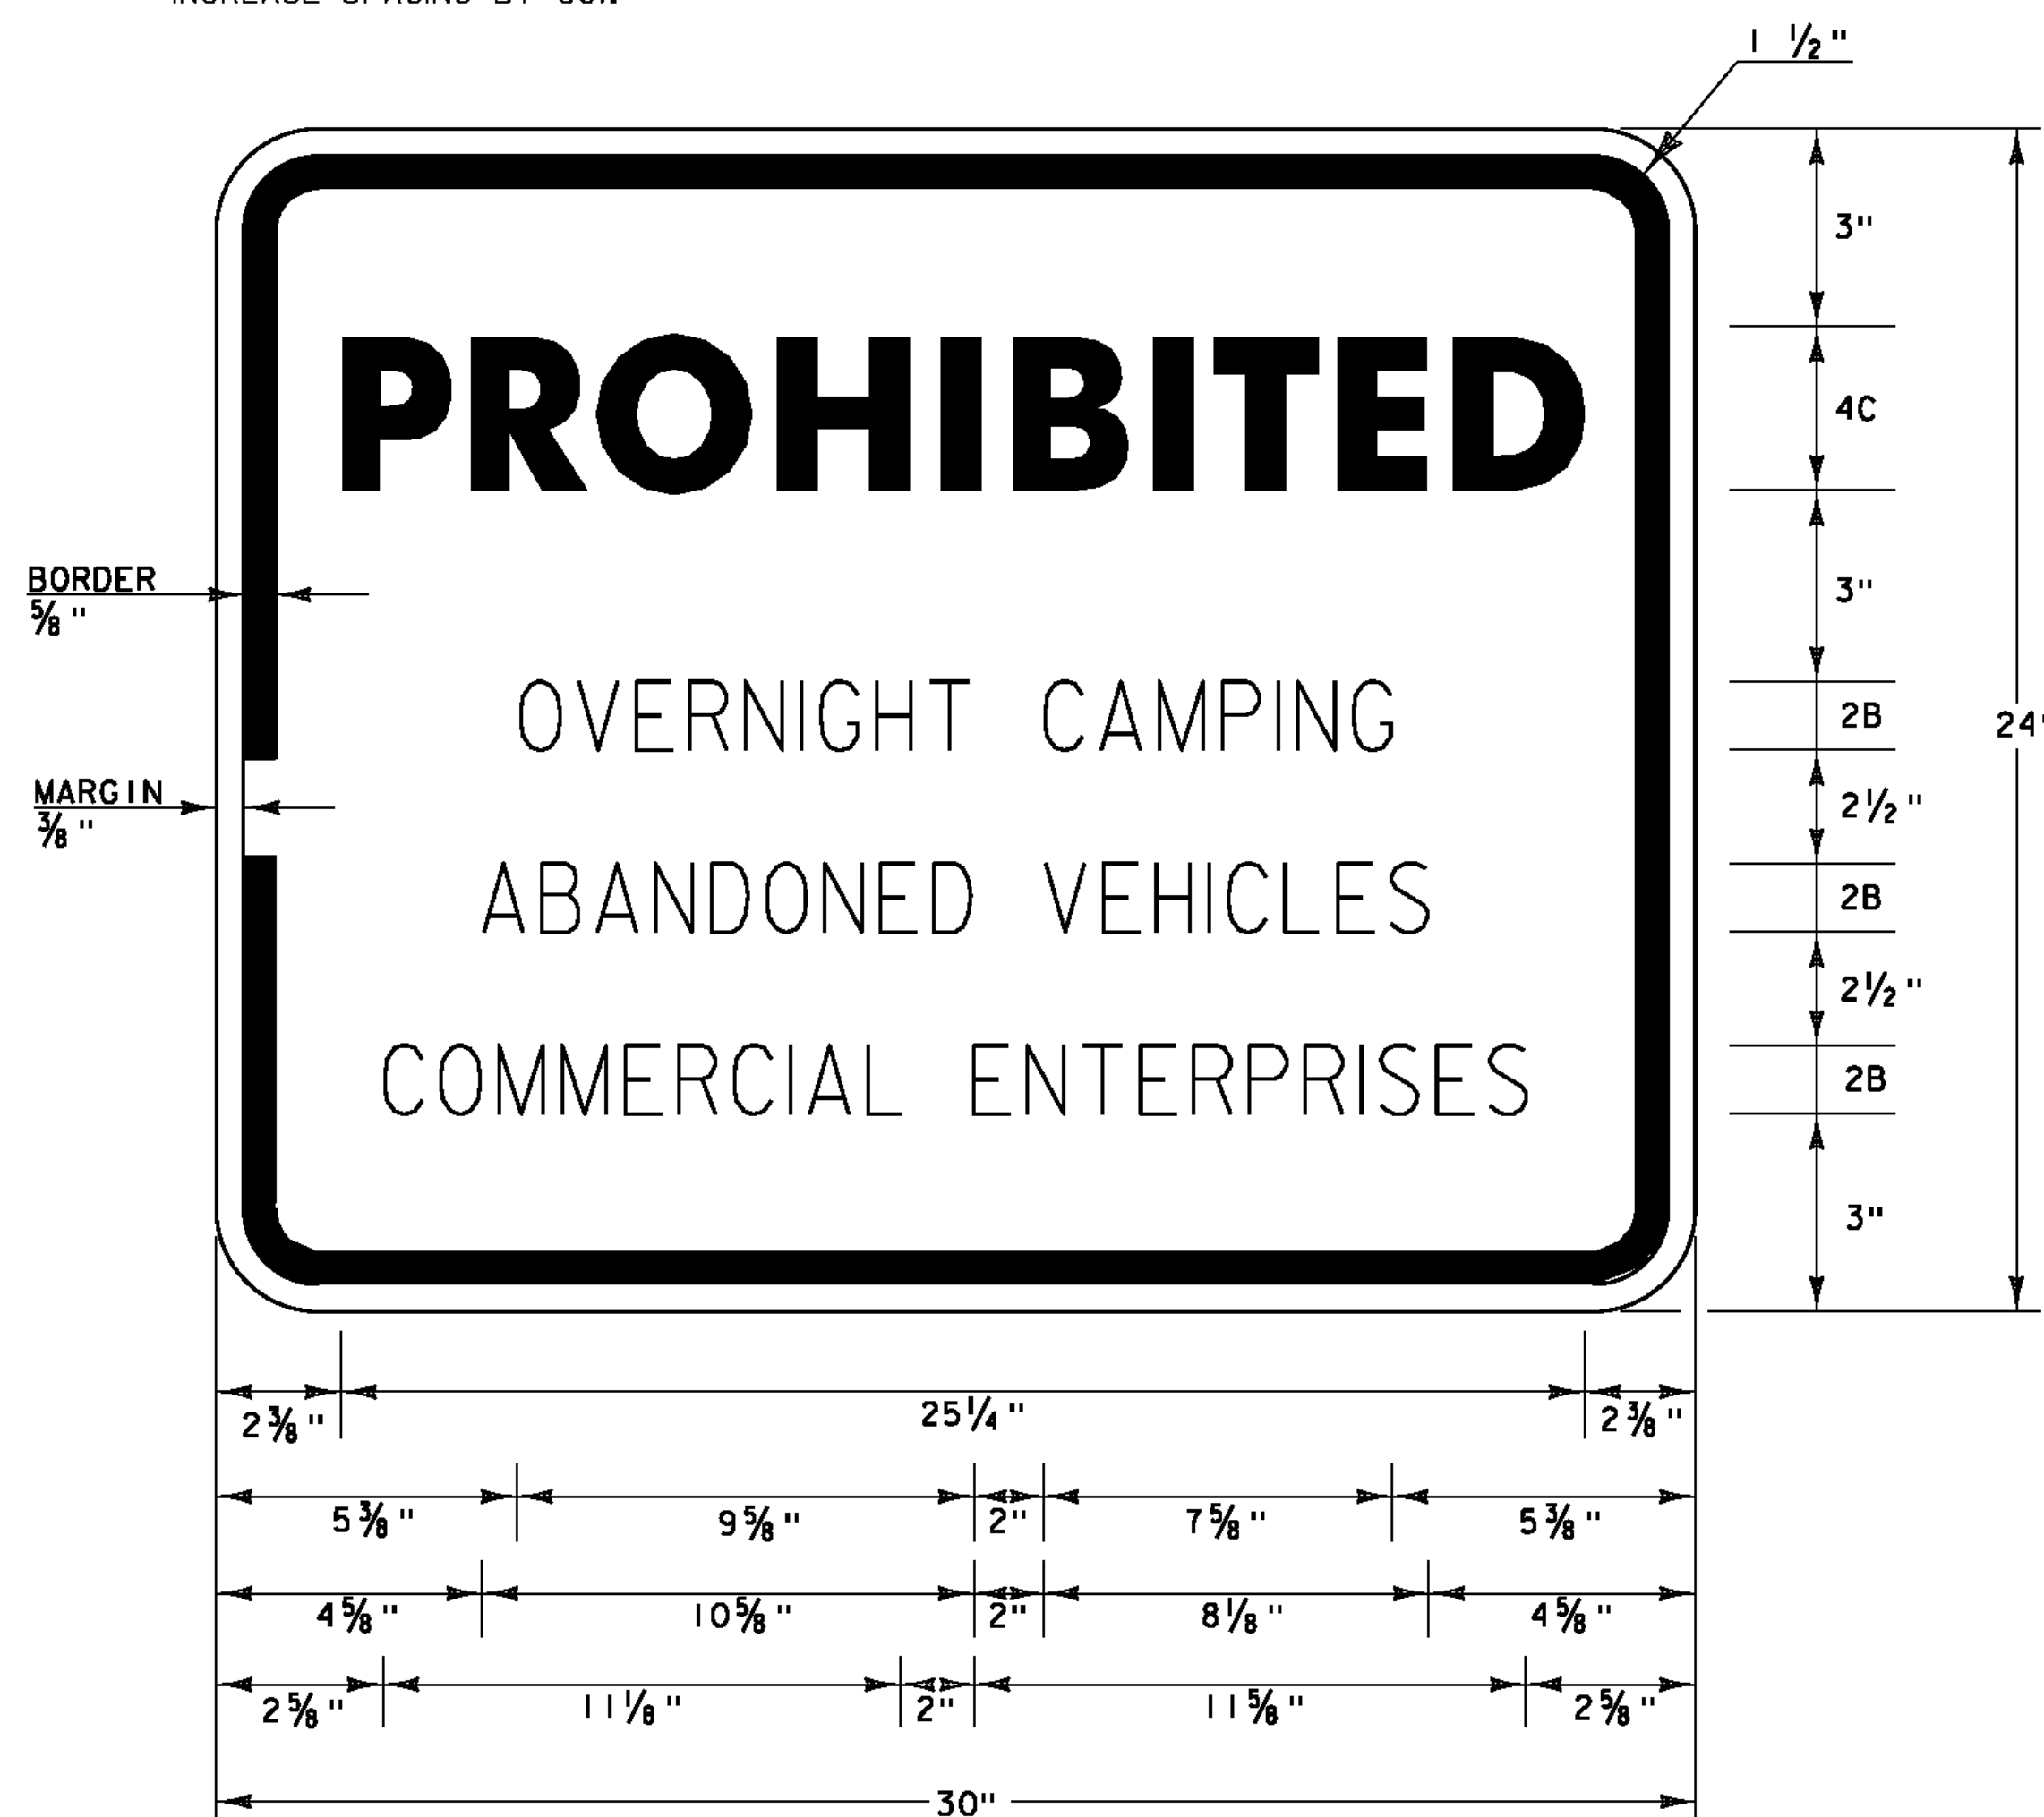 1 ½"
3"
PROHIBITED
4C
BORDER
⅝"
3"
OVERNIGHT CAMPING
2B
24"
MARGIN
⅜"
2½"
ABANDONED VEHICLES
2B
2½"
COMMERCIAL ENTERPRISES
2B
3"
2⅜" 25¼" 2⅜"
5⅜" 9⅝" 2" 7⅝" 5⅜"
4⅝" 10⅝" 2" 8⅛" 4⅝"
2⅝" 11⅛" 2" 11⅝" 2⅝"
30"